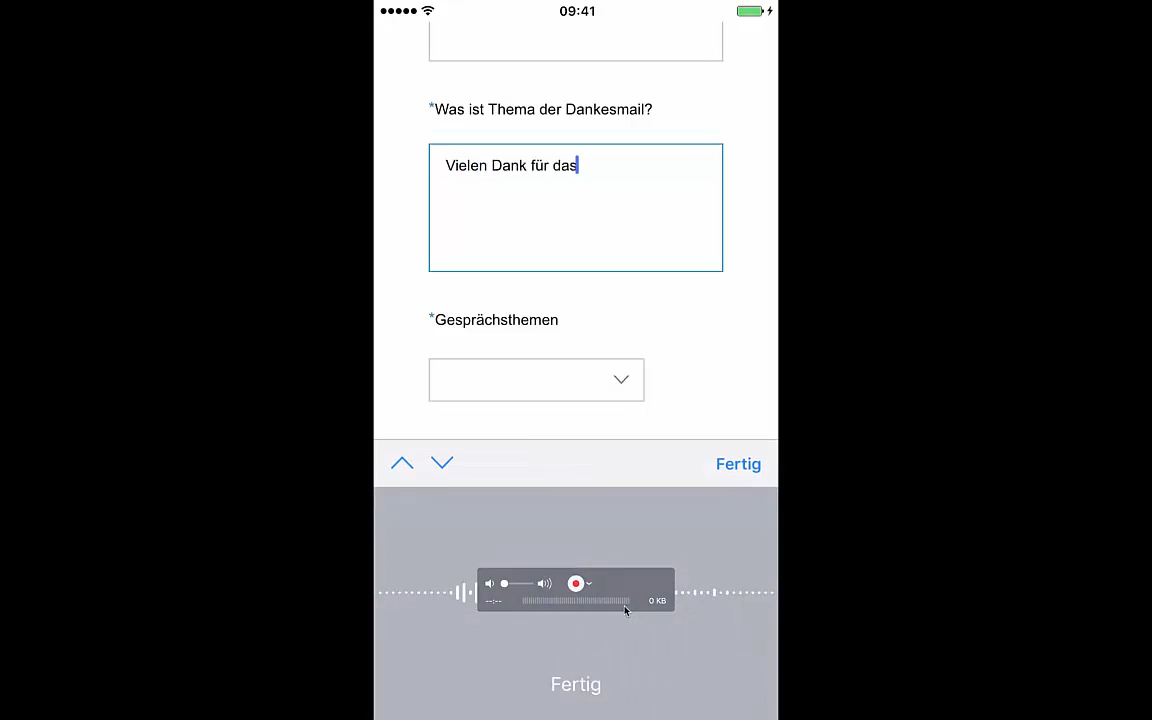 09:41
*Was ist Thema der Dankesmail?
Vielen Dank für das
*Gesprächsthemen
Fertig
--:-- 0 KB
Fertig